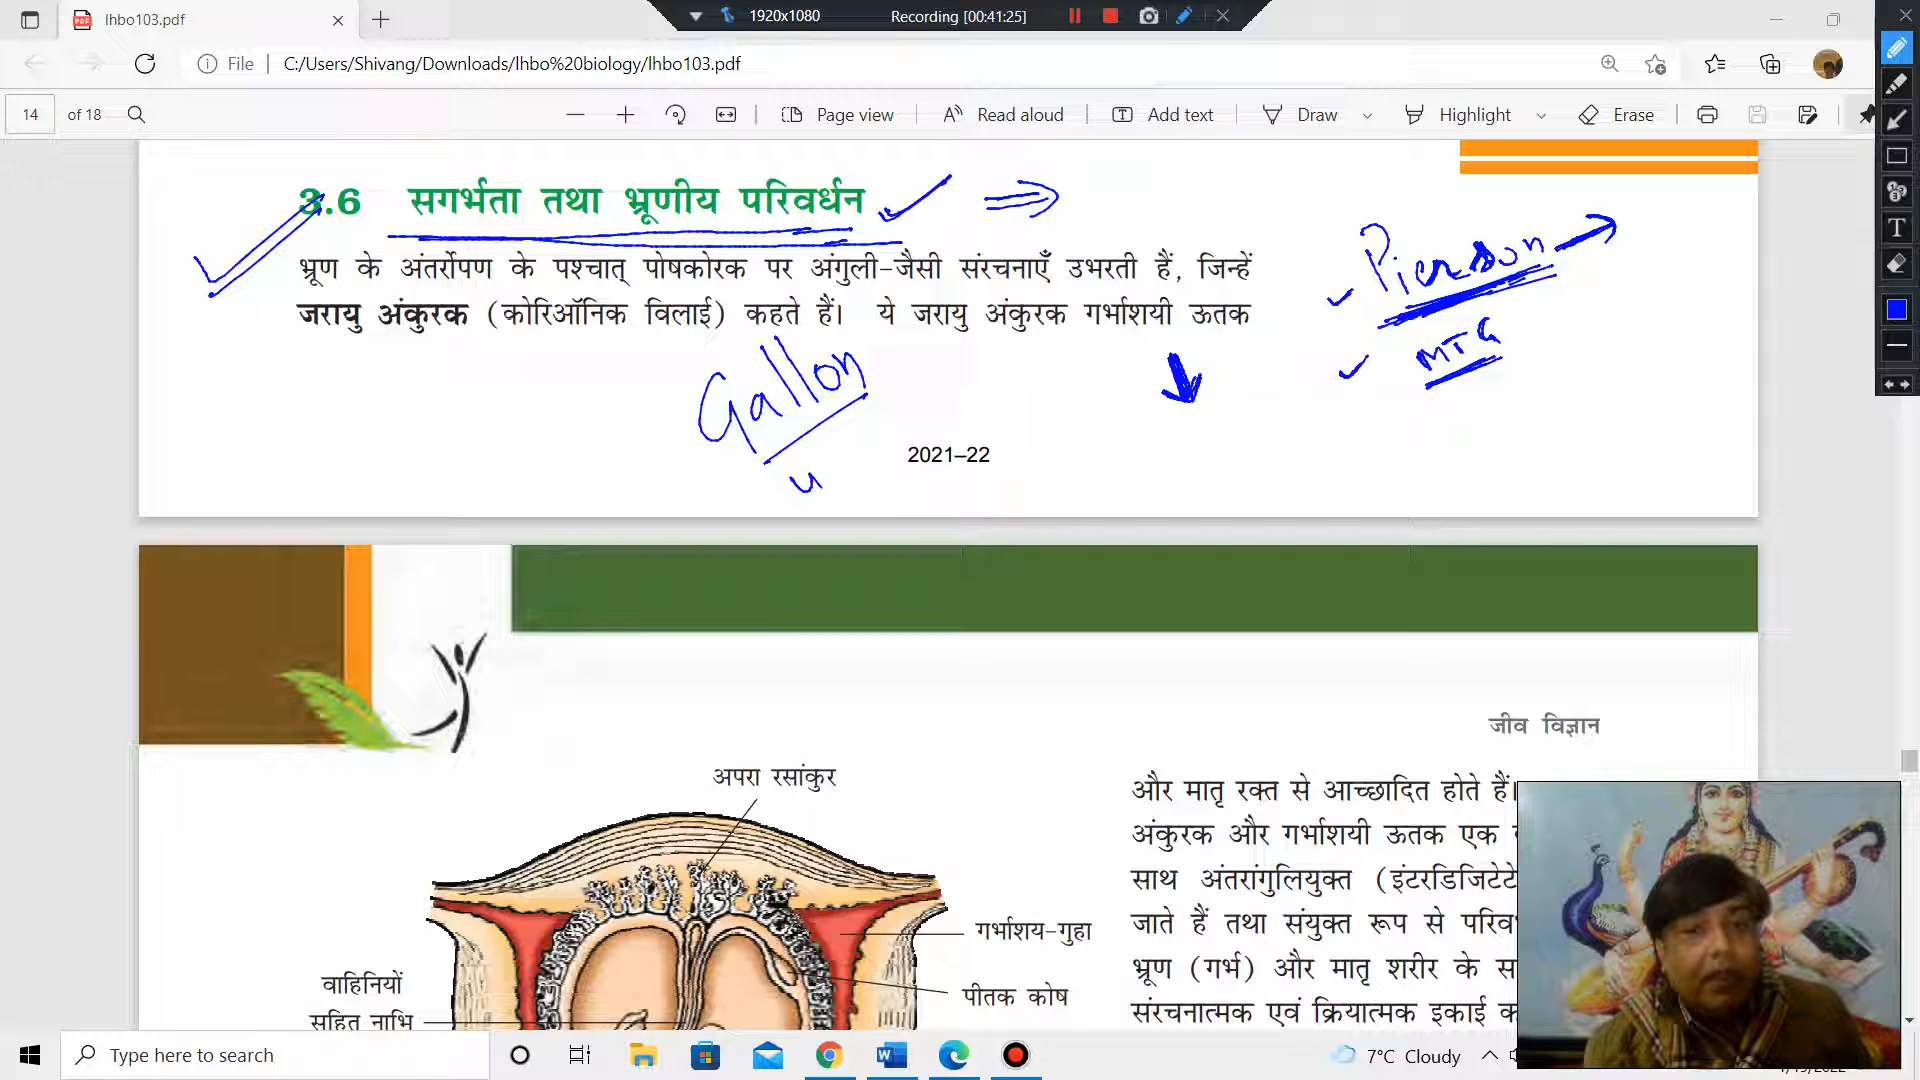 lhbo103.pdf
1920x1080
Recording [00:41:25]
File
C:/Users/Shivang/Downloads/lhbo%20biology/lhbo103.pdf
14 of 18
Page view
Read aloud
Add text
Draw
Highlight
Erase
3.6 सगर्भता तथा भ्रूणीय परिवर्धन
भ्रूण के अंतर्रोपण के पश्चात् पोषकोरक पर अंगुली-जैसी संरचनाएँ उभरती हैं, जिन्हें
जरायु अंकुरक (कोरिऑनिक विलाई) कहते हैं। ये जरायु अंकुरक गर्भाशयी ऊतक
Pierson
MTG
Gallon
2021–22
जीव विज्ञान
अपरा रसांकुर
गर्भाशय-गुहा
पीतक कोष
वाहिनियों
सहित नाभि
और मातृ रक्त से आच्छादित होते हैं।
अंकुरक और गर्भाशयी ऊतक एक
साथ अंतरांगुलियुक्त (इंटरडिजिटेटे
जाते हैं तथा संयुक्त रूप से परिव
भ्रूण (गर्भ) और मातृ शरीर के
संरचनात्मक एवं क्रियात्मक इकाई
Type here to search
7°C Cloudy